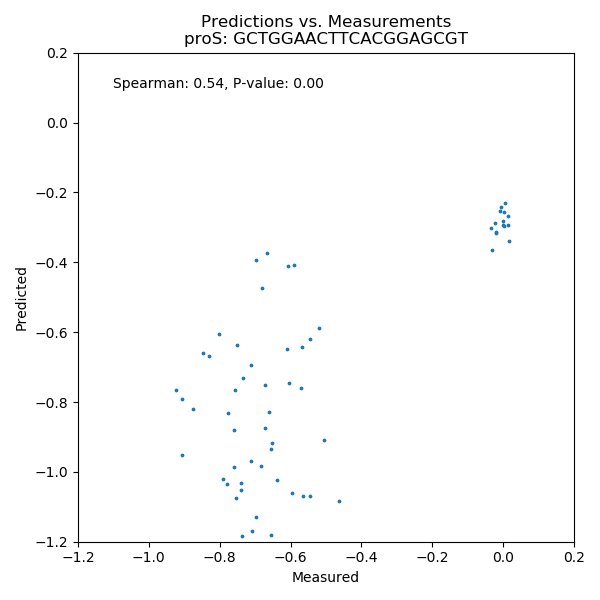 Predictions vs. Measurements
proS: GCTGGAACTTCACGGAGCGT
Spearman: 0.54, P-value: 0.00
0.2
0.0
−0.2
−0.4
−0.6
−0.8
−1.0
−1.2
Predicted
−1.2 −1.0 −0.8 −0.6 −0.4 −0.2 0.0 0.2
Measured